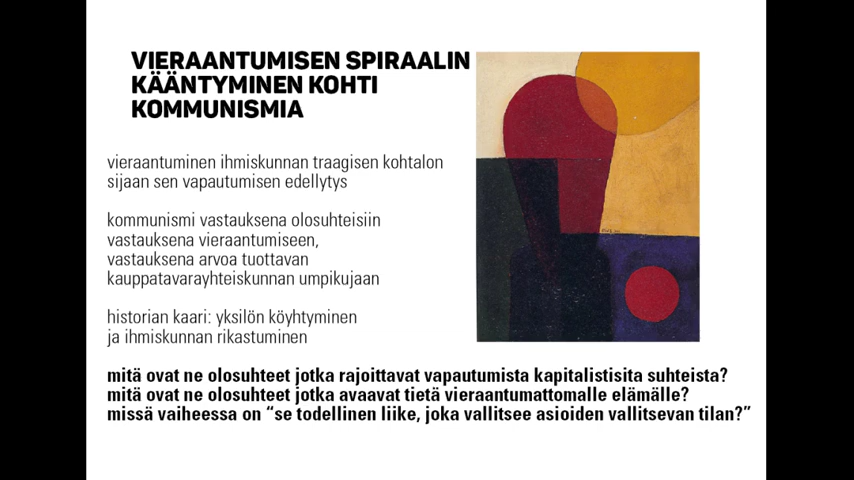 VIERAANTUMISEN SPIRAALIN
KÄÄNTYMINEN KOHTI
KOMMUNISMIA
vieraantuminen ihmiskunnan traagisen kohtalon
sijaan sen vapautumisen edellytys
kommunismi vastauksena olosuhteisiin
vastauksena vieraantumiseen,
vastauksena arvoa tuottavan
kauppatavarayhteiskunnan umpikujaan
historian kaari: yksilön köyhtyminen
ja ihmiskunnan rikastuminen
mitä ovat ne olosuhteet jotka rajoittavat vapautumista kapitalistisita suhteista?
mitä ovat ne olosuhteet jotka avaavat tietä vieraantumattomalle elämälle?
missä vaiheessa on “se todellinen liike, joka vallitsee asioiden vallitsevan tilan?”